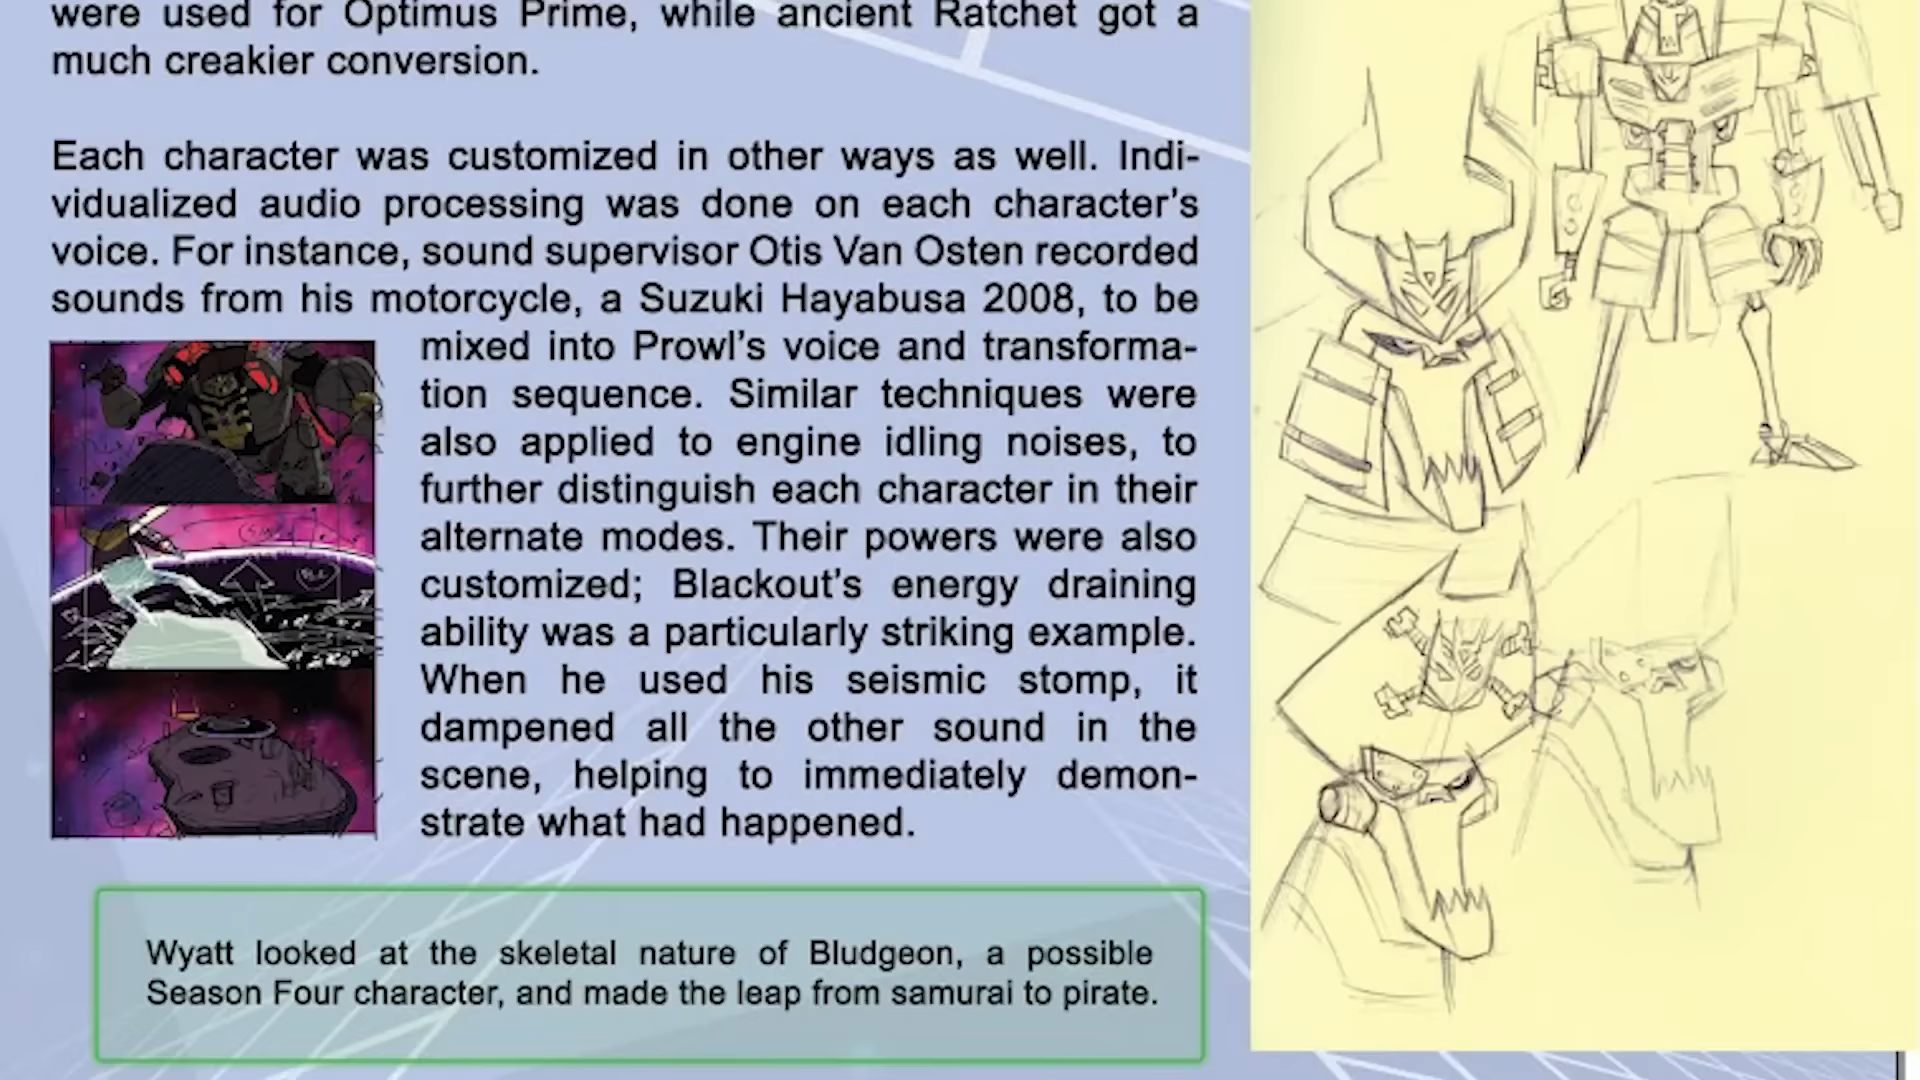 were used for Optimus Prime, while ancient Ratchet got a
much creakier conversion.
Each character was customized in other ways as well. Indi-
vidualized audio processing was done on each character's
voice. For instance, sound supervisor Otis Van Osten recorded
sounds from his motorcycle, a Suzuki Hayabusa 2008, to be
mixed into Prowl's voice and transforma-
tion sequence. Similar techniques were
also applied to engine idling noises, to
further distinguish each character in their
alternate modes. Their powers were also
customized; Blackout's energy draining
ability was a particularly striking example.
When he used his seismic stomp, it
dampened all the other sound in the
scene, helping to immediately demon-
strate what had happened.
Wyatt looked at the skeletal nature of Bludgeon, a possible
Season Four character, and made the leap from samurai to pirate.